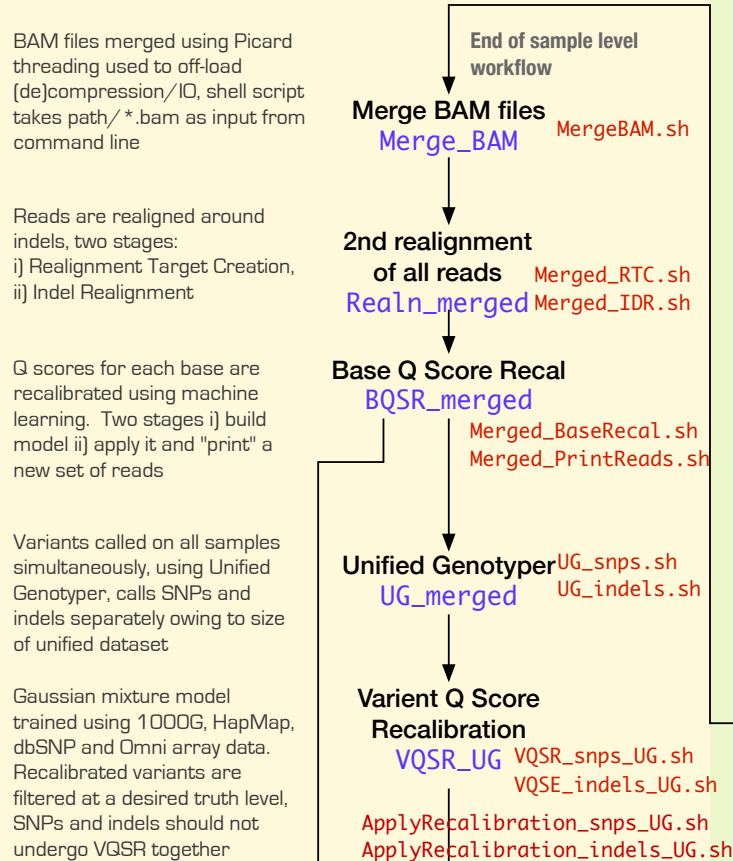 BAM files merged using Picard
threading used to off-load
(de)compression/IO, shell script
takes path/*.bam as input from
command line
End of sample level
workflow
Merge BAM files
Merge_BAM
MergeBAM.sh
Reads are realigned around
indels, two stages:
i) Realignment Target Creation,
ii) Indel Realignment
2nd realignment
of all reads
Realn_merged
Merged_RTC.sh
Merged_IDR.sh
Q scores for each base are
recalibrated using machine
learning. Two stages i) build
model ii) apply it and "print" a
new set of reads
Base Q Score Recal
BQSR_merged
Merged_BaseRecal.sh
Merged_PrintReads.sh
Variants called on all samples
simultaneously, using Unified
Genotyper, calls SNPs and
indels separately owing to size
of unified dataset
Unified Genotyper
UG_merged
UG_snps.sh
UG_indels.sh
Gaussian mixture model
trained using 1000G, HapMap,
dbSNP and Omni array data.
Recalibrated variants are
filtered at a desired truth level,
SNPs and indels should not
undergo VQSR together
Varient Q Score
Recalibration
VQSR_UG
VQSR_snps_UG.sh
VQSE_indels_UG.sh
ApplyRecalibration_snps_UG.sh
ApplyRecalibration_indels_UG.sh